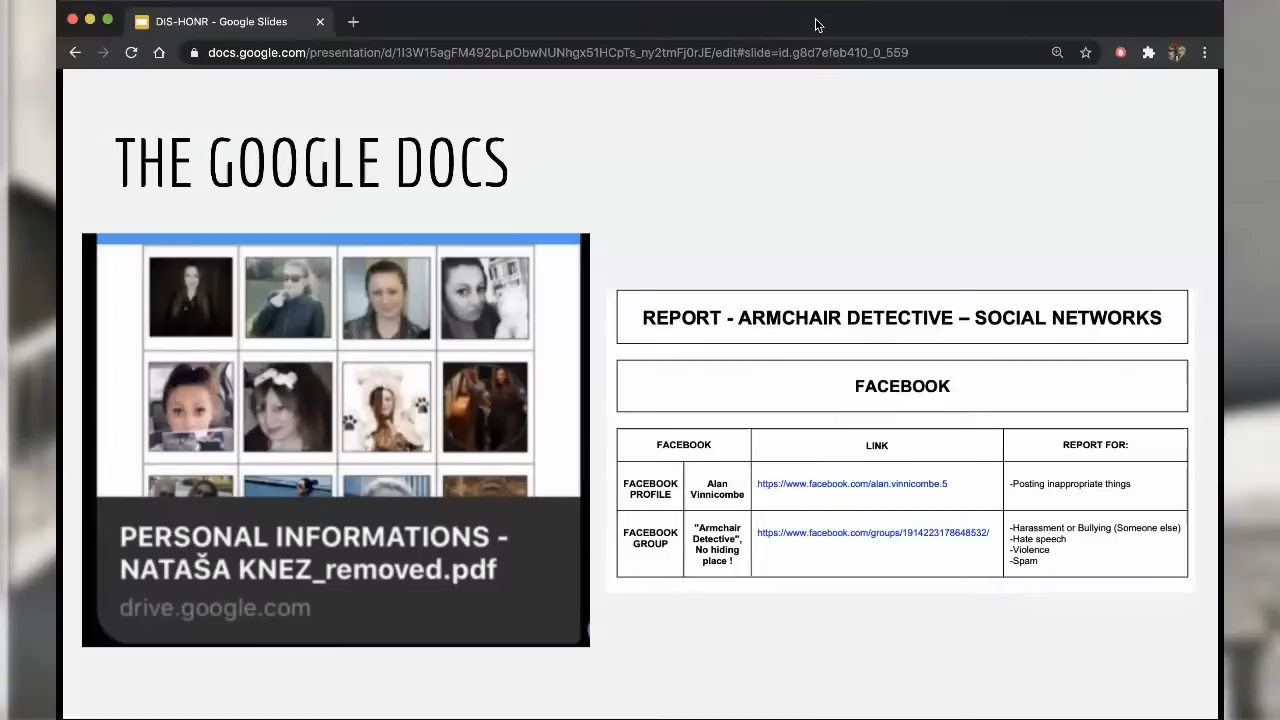 DIS-HONR - Google Slides
docs.google.com/presentation/d/1I3W15agFM492pLpObwNUNhgx51HCpTs_ny2tmFj0rJE/edit#slide=id.g8d7efeb410_0_559
THE GOOGLE DOCS
PERSONAL INFORMATIONS -
NATAŠA KNEZ_removed.pdf
drive.google.com
REPORT - ARMCHAIR DETECTIVE – SOCIAL NETWORKS
FACEBOOK
FACEBOOK LINK REPORT FOR:
FACEBOOK PROFILE Alan Vinnicombe https://www.facebook.com/alan.vinnicombe.5 -Posting inappropriate things
FACEBOOK GROUP "Armchair Detective", No hiding place ! https://www.facebook.com/groups/1914223178648532/ -Harassment or Bullying (Someone else)
-Hate speech
-Violence
-Spam